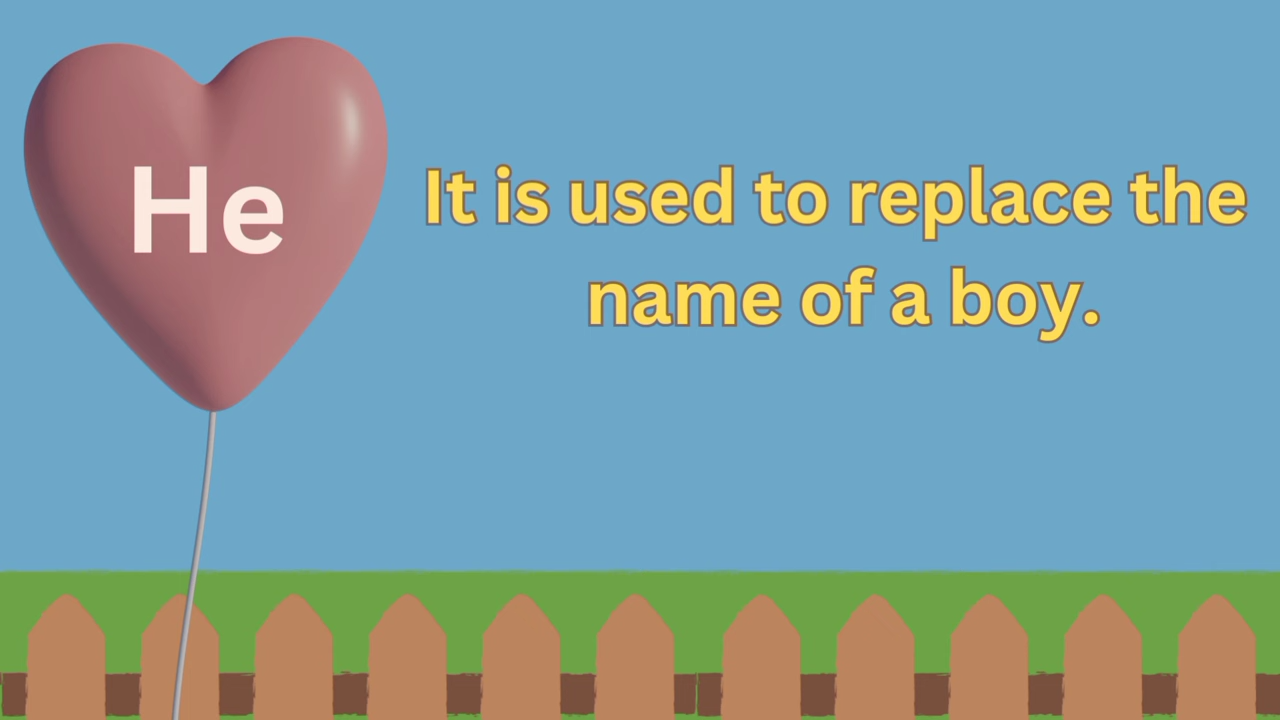 He
It is used to replace the
name of a boy.